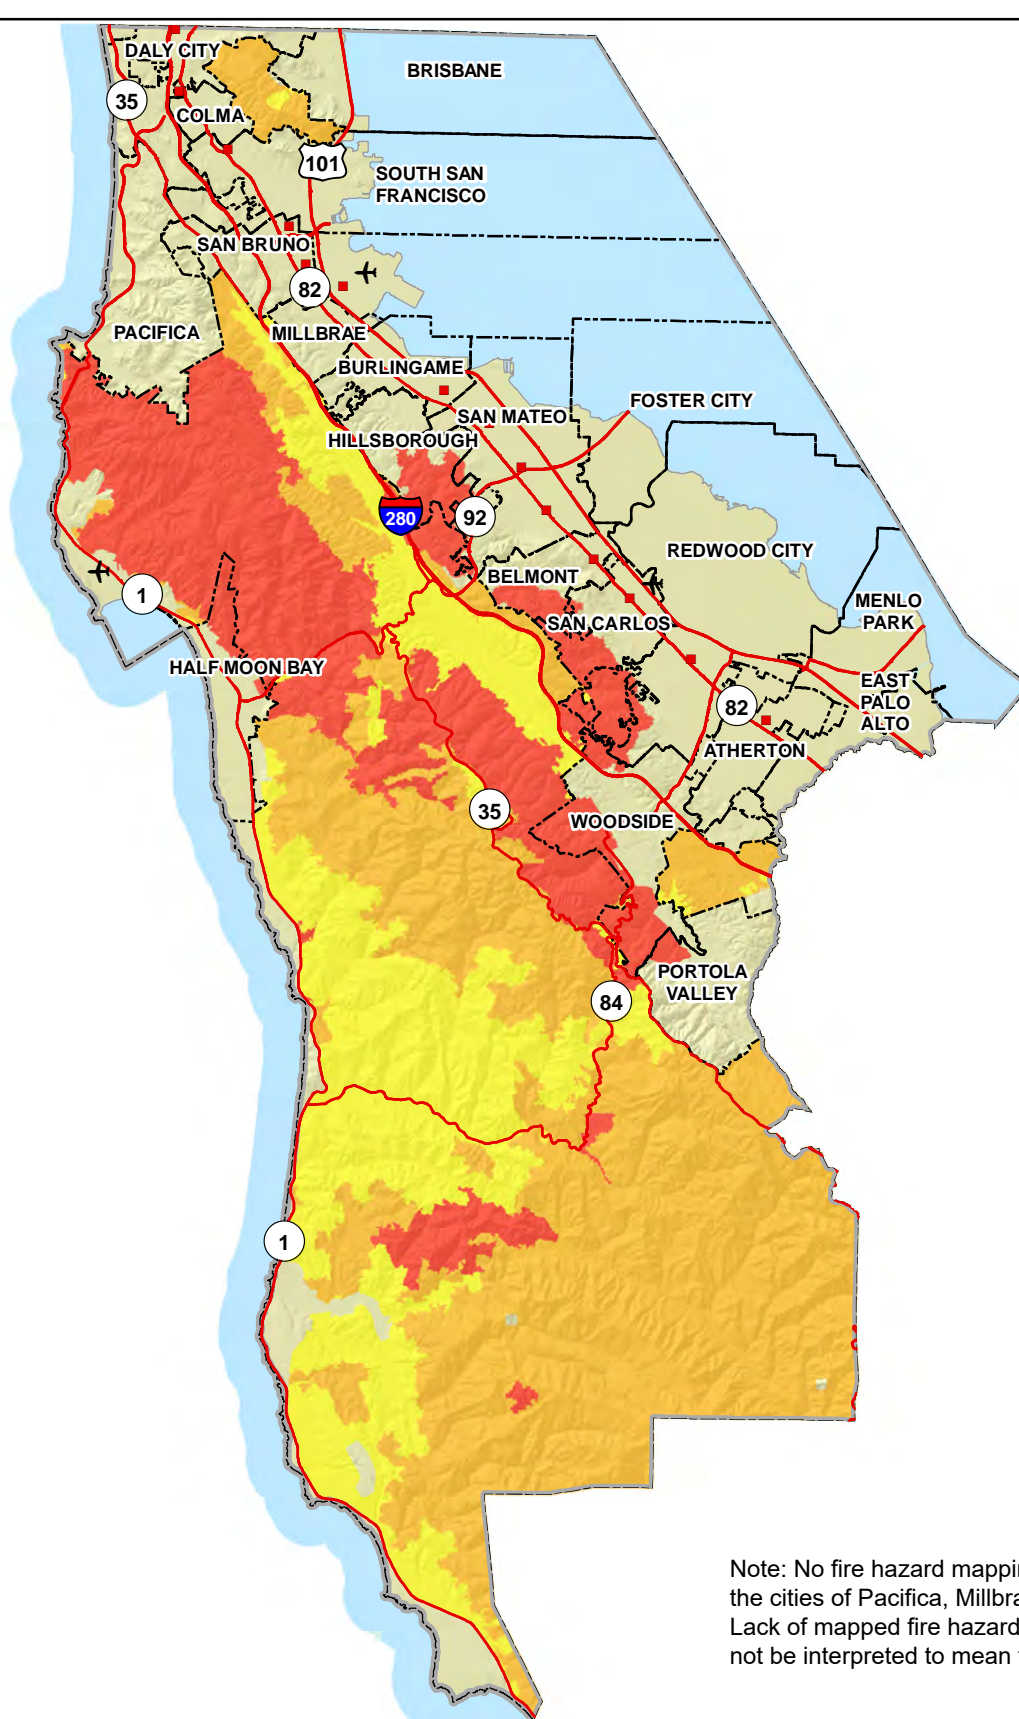 DALY CITY
BRISBANE
35
COLMA
101
SOUTH SAN
FRANCISCO
SAN BRUNO
82
PACIFICA
MILLBRAE
BURLINGAME
FOSTER CITY
SAN MATEO
HILLSBOROUGH
280
92
REDWOOD CITY
BELMONT
1
MENLO
PARK
SAN CARLOS
HALF MOON BAY
EAST
PALO
ALTO
82
ATHERTON
35
WOODSIDE
PORTOLA
VALLEY
84
1
Note: No fire hazard
the cities of Pacifica,
Lack of mapped fire hazard
not be interpreted to mean